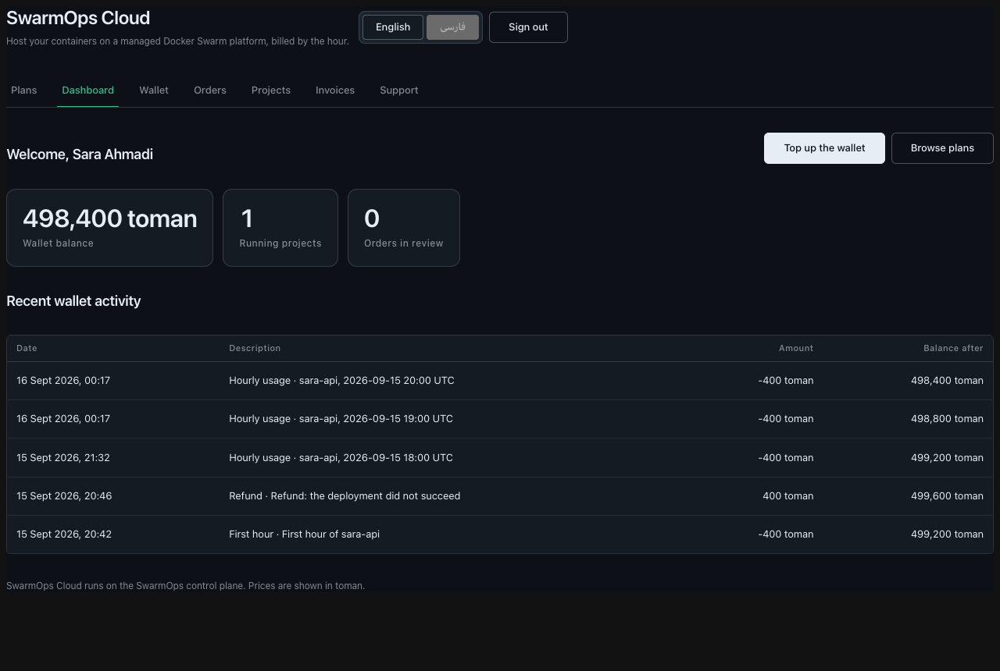 SwarmOps Cloud
Host your containers on a managed Docker Swarm platform, billed by the hour.
English
فارسی
Sign out
Plans Dashboard Wallet Orders Projects Invoices Support
Welcome, Sara Ahmadi
Top up the wallet
Browse plans
498,400 toman
Wallet balance
1
Running projects
0
Orders in review
Recent wallet activity
Date Description Amount Balance after
16 Sept 2026, 00:17 Hourly usage · sara-api, 2026-09-15 20:00 UTC -400 toman 498,400 toman
16 Sept 2026, 00:17 Hourly usage · sara-api, 2026-09-15 19:00 UTC -400 toman 498,800 toman
15 Sept 2026, 21:32 Hourly usage · sara-api, 2026-09-15 18:00 UTC -400 toman 499,200 toman
15 Sept 2026, 20:46 Refund · Refund: the deployment did not succeed 400 toman 499,600 toman
15 Sept 2026, 20:42 First hour · First hour of sara-api -400 toman 499,200 toman
SwarmOps Cloud runs on the SwarmOps control plane. Prices are shown in toman.